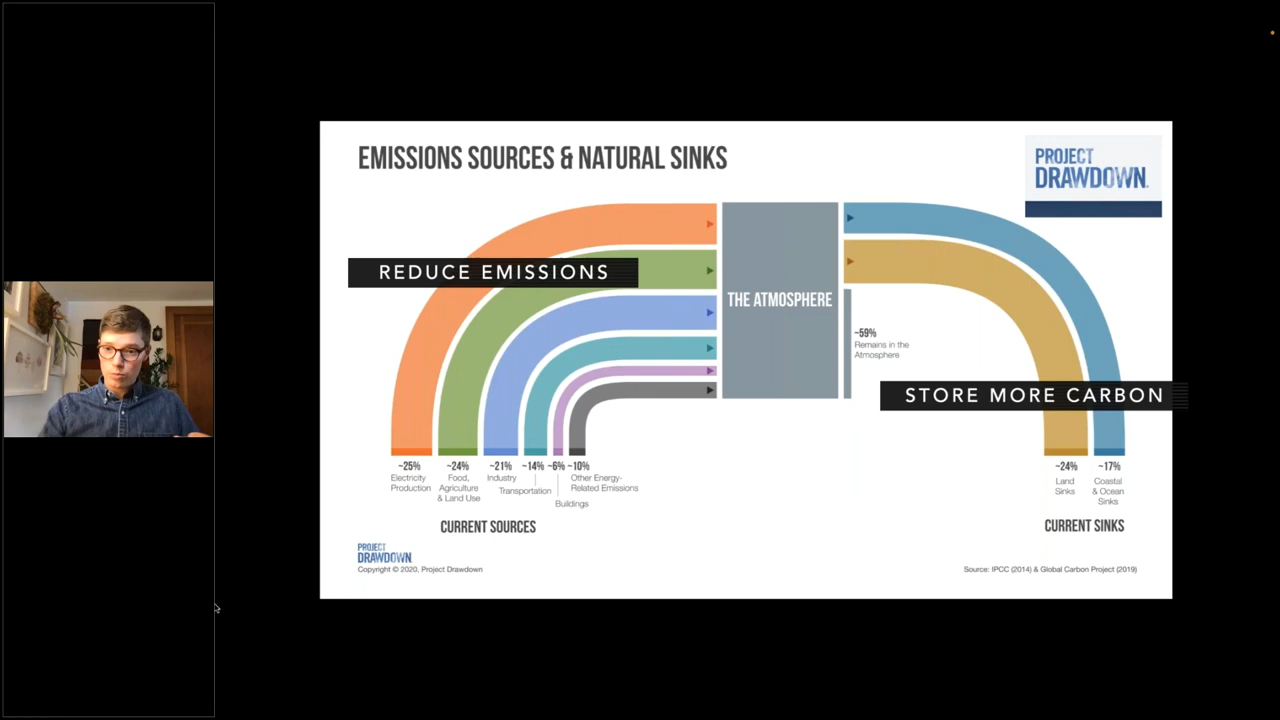 EMISSIONS SOURCES & NATURAL SINKS
PROJECT
DRAWDOWN.
REDUCE EMISSIONS
THE ATMOSPHERE
~59%
Remains in the
Atmosphere
STORE MORE CARBON
~25%
Electricity
Production
~24%
Food,
Agriculture
& Land Use
~21%
Industry
~14%
Transportation
~6%
Buildings
~10%
Other Energy-
Related Emissions
~24%
Land
Sinks
~17%
Coastal
& Ocean
Sinks
CURRENT SOURCES
CURRENT SINKS
PROJECT
DRAWDOWN.
Copyright © 2020, Project Drawdown
Source: IPCC (2014) & Global Carbon Project (2019)